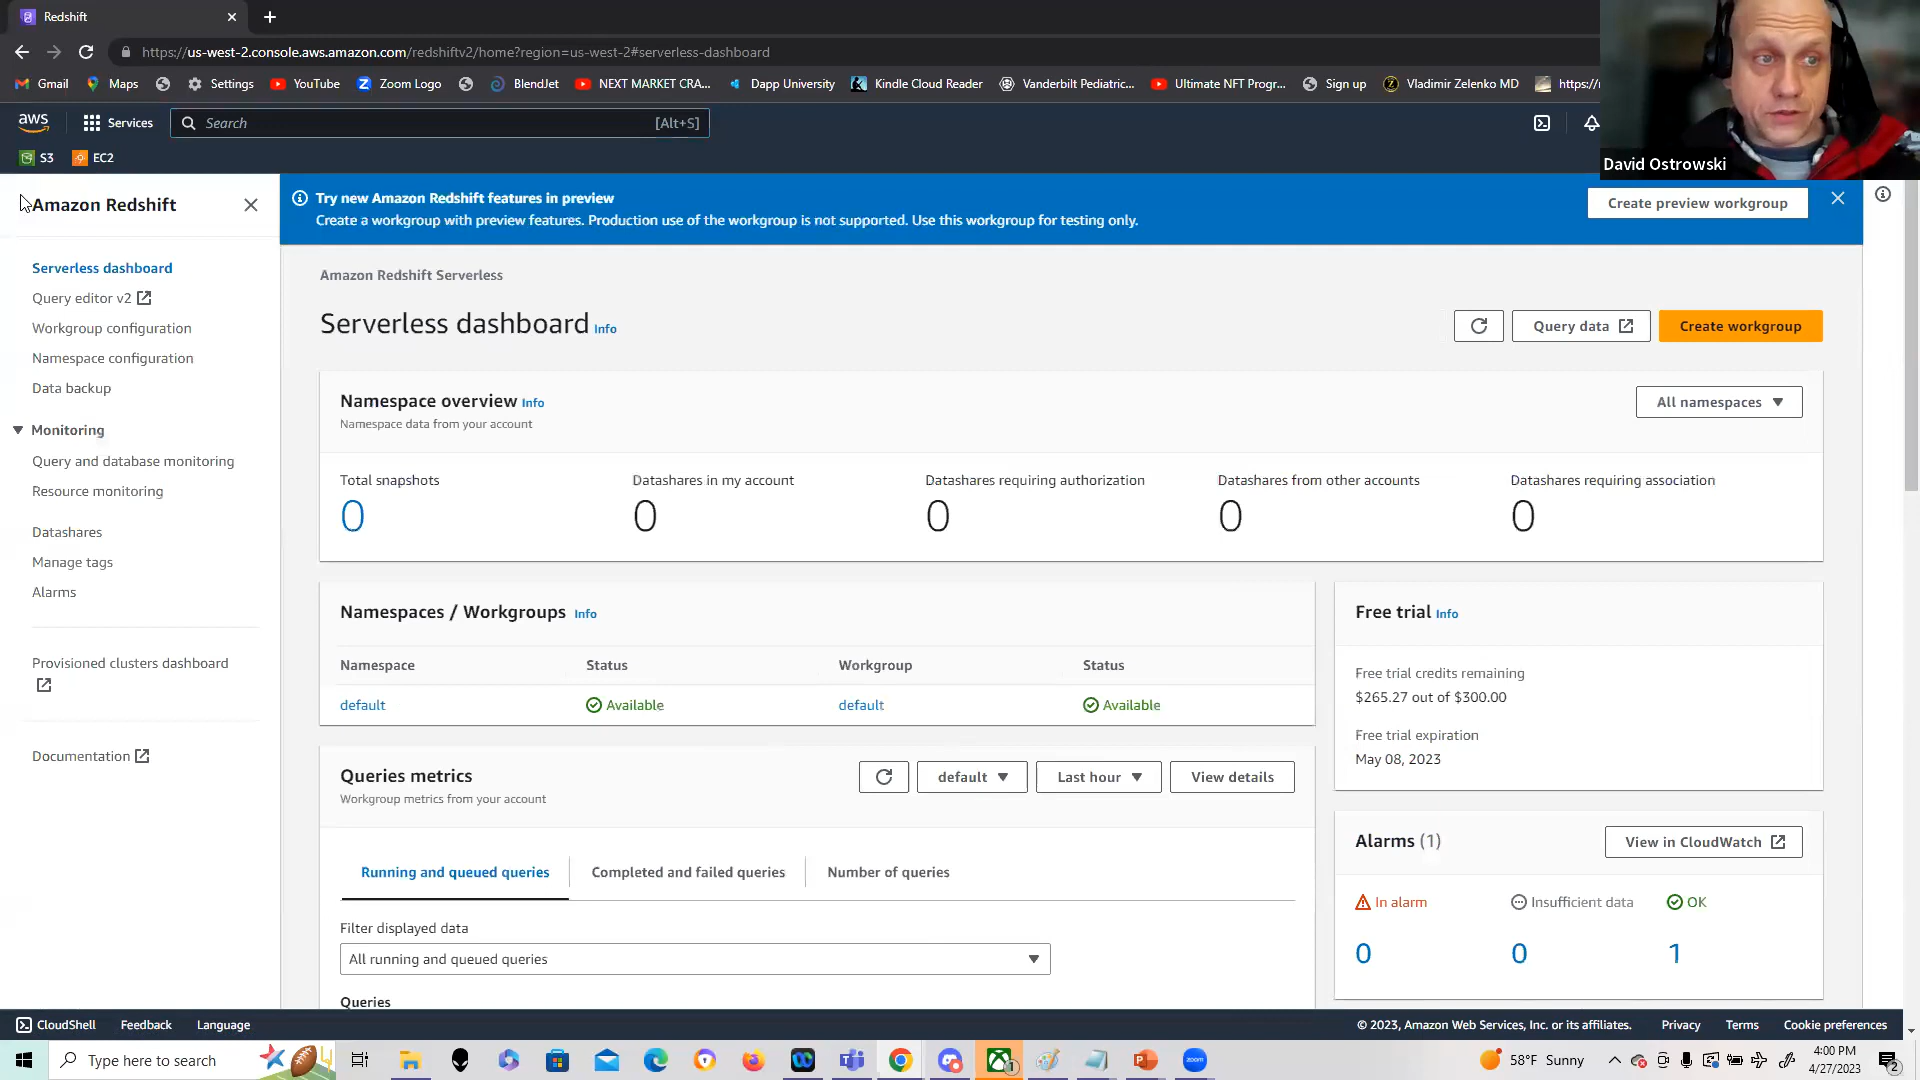 Redshift
https://us-west-2.console.aws.amazon.com/redshiftv2/home?region=us-west-2#serverless-dashboard
Gmail
Maps
Settings
YouTube
Zoom Logo
BlendJet
NEXT MARKET CRA...
Dapp University
Kindle Cloud Reader
Vanderbilt Pediatric...
Ultimate NFT Progr...
Sign up
Vladimir Zelenko MD
aws
Services
Search
[Alt+S]
S3
EC2
David Ostrowski
Amazon Redshift
Serverless dashboard
Query editor v2
Workgroup configuration
Namespace configuration
Data backup
Monitoring
Query and database monitoring
Resource monitoring
Datashares
Manage tags
Alarms
Provisioned clusters dashboard
Documentation
Try new Amazon Redshift features in preview
Create a workgroup with preview features. Production use of the workgroup is not supported. Use this workgroup for testing only.
Create preview workgroup
Amazon Redshift Serverless
Serverless dashboard Info
Query data
Create workgroup
Namespace overview Info
Namespace data from your account
All namespaces
Total snapshots
0
Datashares in my account
0
Datashares requiring authorization
0
Datashares from other accounts
0
Datashares requiring association
0
Namespaces / Workgroups Info
Namespace Status Workgroup Status
default Available default Available
Free trial Info
Free trial credits remaining
$265.27 out of $300.00
Free trial expiration
May 08, 2023
Queries metrics
Workgroup metrics from your account
default
Last hour
View details
Running and queued queries
Completed and failed queries
Number of queries
Filter displayed data
All running and queued queries
Queries
Alarms (1)
View in CloudWatch
In alarm
0
Insufficient data
0
OK
1
CloudShell
Feedback
Language
© 2023, Amazon Web Services, Inc. or its affiliates.
Privacy
Terms
Cookie preferences
Type here to search
1
58°F Sunny
4:00 PM
4/27/2023
2